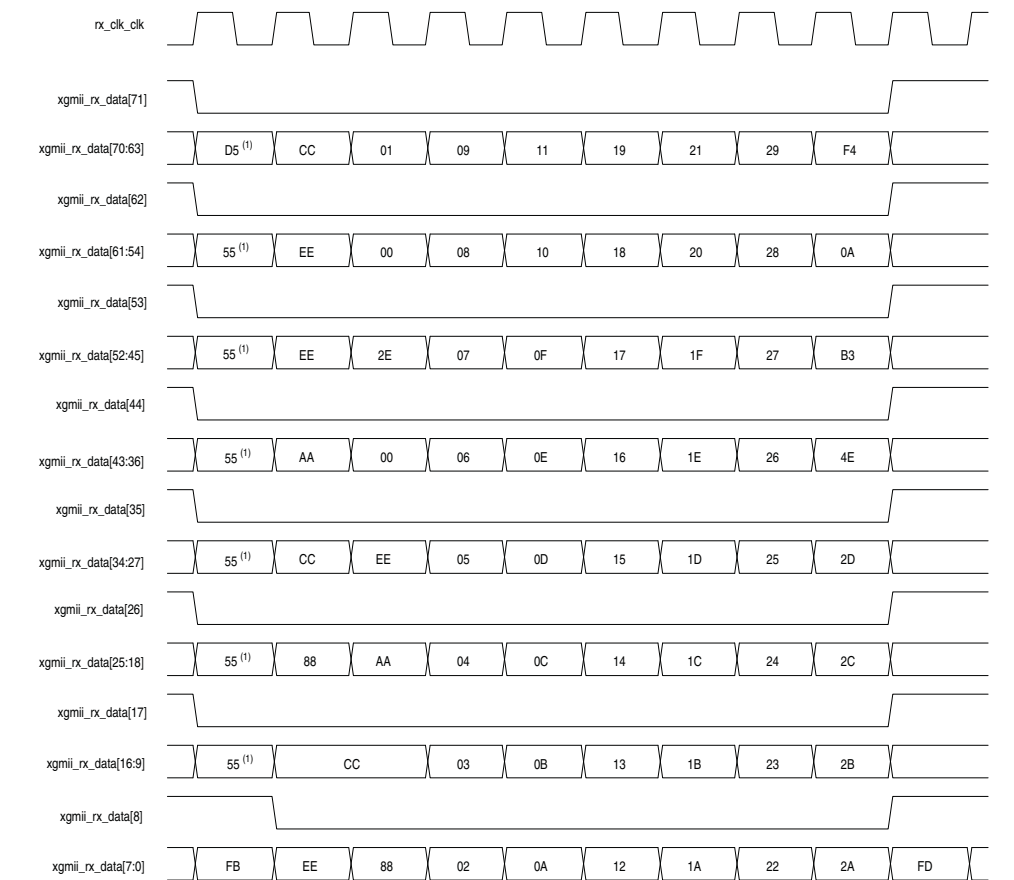 rx_clk_clk
xgmii_rx_data[71]
xgmii_rx_data[70:63] D5 (1) CC 01 09 11 19 21 29 F4
xgmii_rx_data[62]
xgmii_rx_data[61:54] 55 (1) EE 00 08 10 18 20 28 0A
xgmii_rx_data[53]
xgmii_rx_data[52:45] 55 (1) EE 2E 07 0F 17 1F 27 B3
xgmii_rx_data[44]
xgmii_rx_data[43:36] 55 (1) AA 00 06 0E 16 1E 26 4E
xgmii_rx_data[35]
xgmii_rx_data[34:27] 55 (1) CC EE 05 0D 15 1D 25 2D
xgmii_rx_data[26]
xgmii_rx_data[25:18] 55 (1) 88 AA 04 0C 14 1C 24 2C
xgmii_rx_data[17]
xgmii_rx_data[16:9] 55 (1) CC 03 0B 13 1B 23 2B
xgmii_rx_data[8]
xgmii_rx_data[7:0] FB EE 88 02 0A 12 1A 22 2A FD